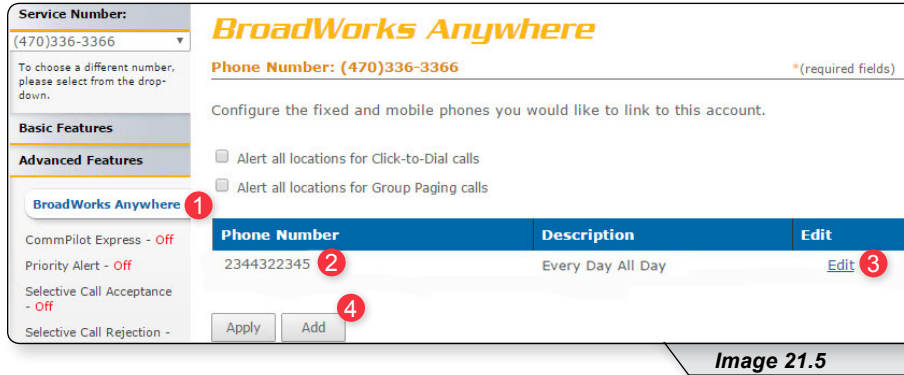 Service Number:
(470)336-3366
To choose a different number,
please select from the drop-
down.
Basic Features
Advanced Features
BroadWorks Anywhere 1
CommPilot Express - Off
Priority Alert - Off
Selective Call Acceptance
- Off
Selective Call Rejection -
BroadWorks Anywhere
Phone Number: (470)336-3366 *(required fields)
Configure the fixed and mobile phones you would like to link to this account.
Alert all locations for Click-to-Dial calls
Alert all locations for Group Paging calls
Phone Number Description Edit
2344322345 2 Every Day All Day Edit 3
4
Apply Add
Image 21.5